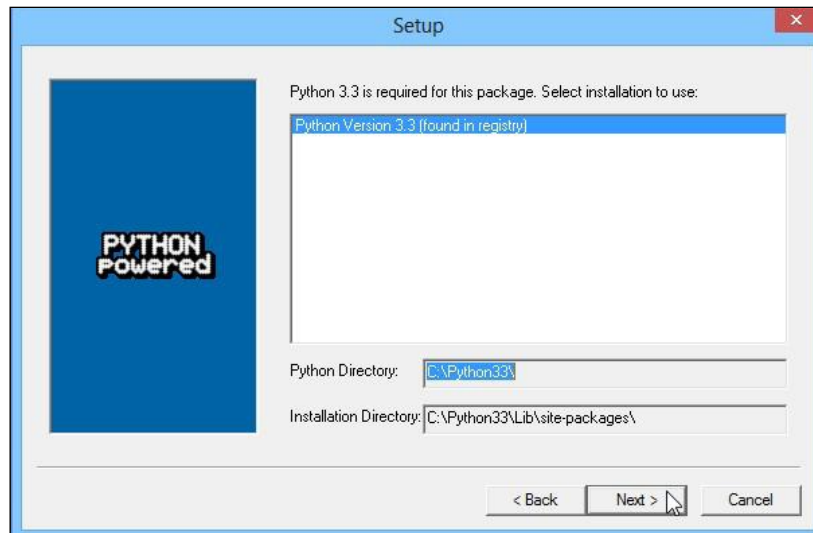 Setup
Python 3.3 is required for this package. Select installation to use:
Python Version 3.3 (found in registry)
PYTHON
powered
Python Directory: C:\Python33\
Installation Directory: C:\Python33\Lib\site-packages\
< Back Next > Cancel